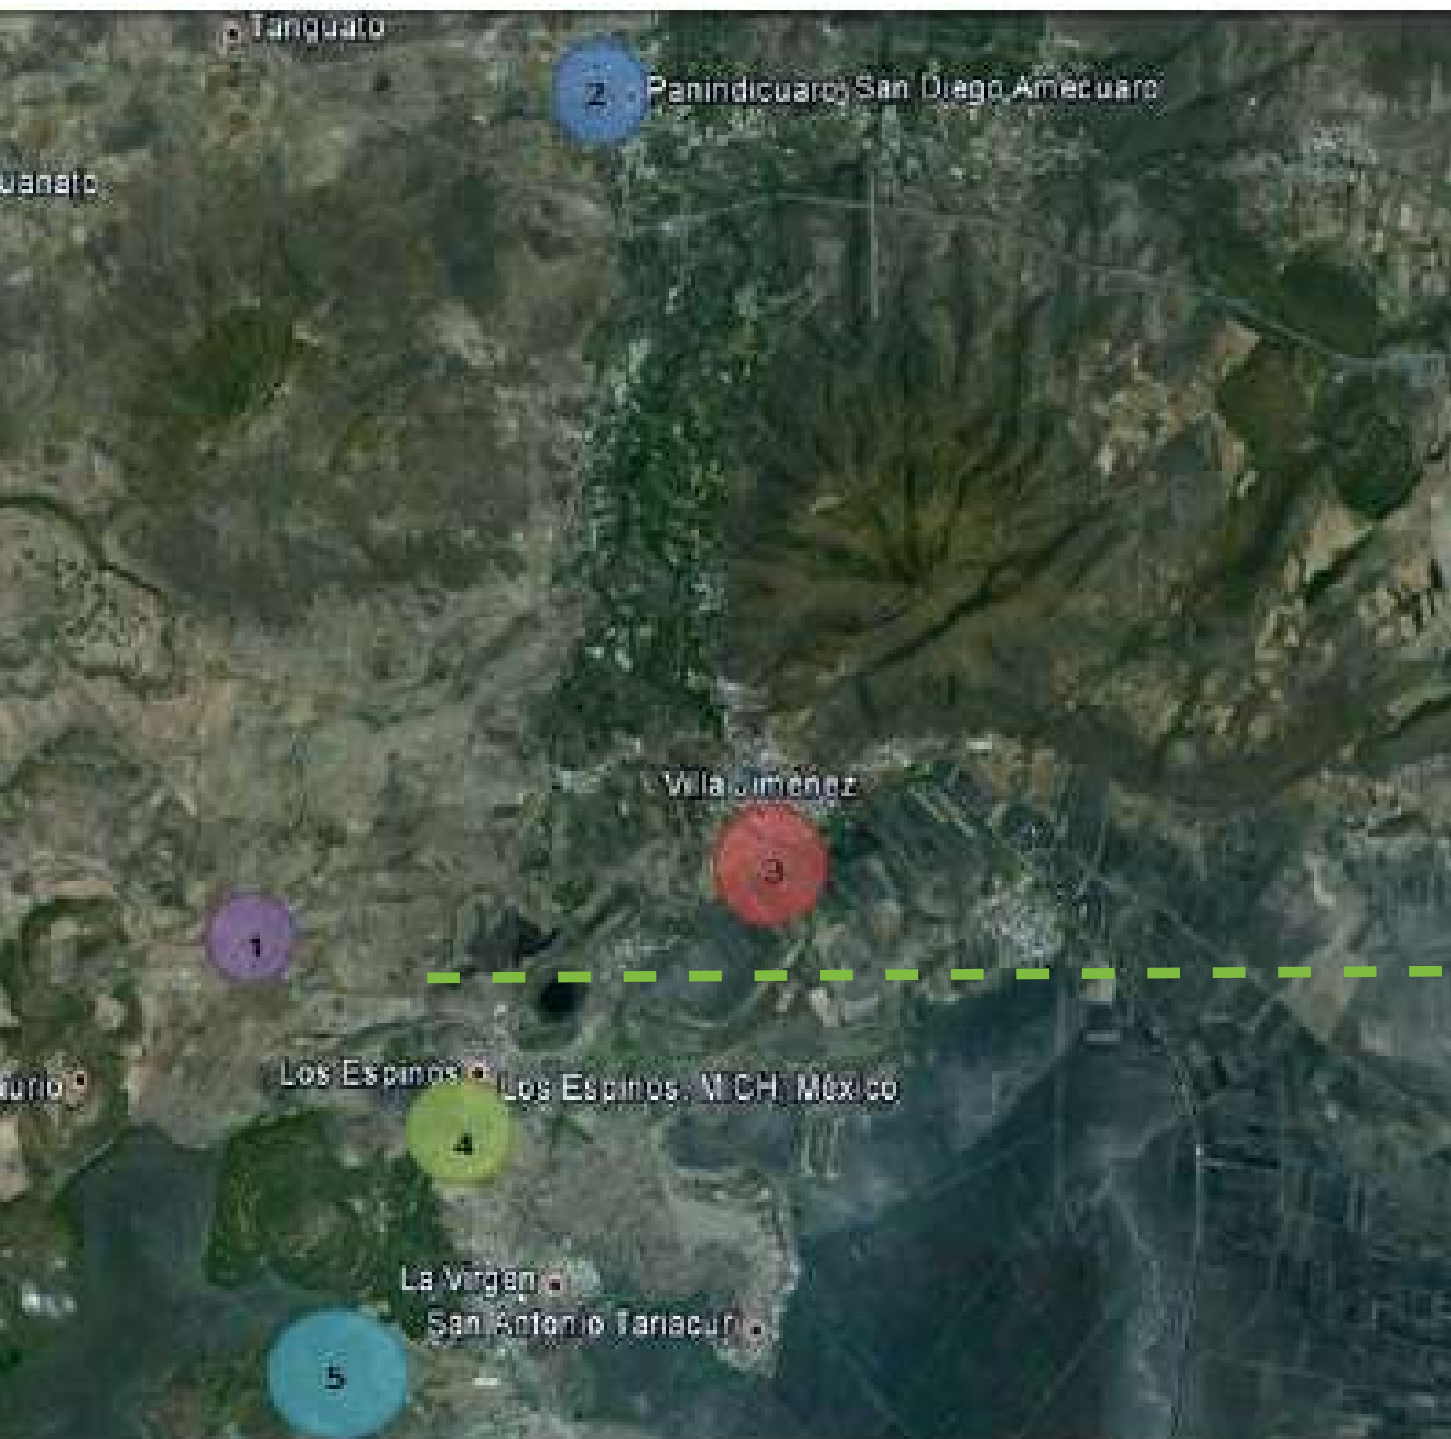 Tanguato
2
Panindicuaro, San Diego Amecuaro
uanato
Villa Jiménez
3
1
Los Espinos
Los Espinos, MICH, México
4
La Virgen
San Antonio Tariacuri
5